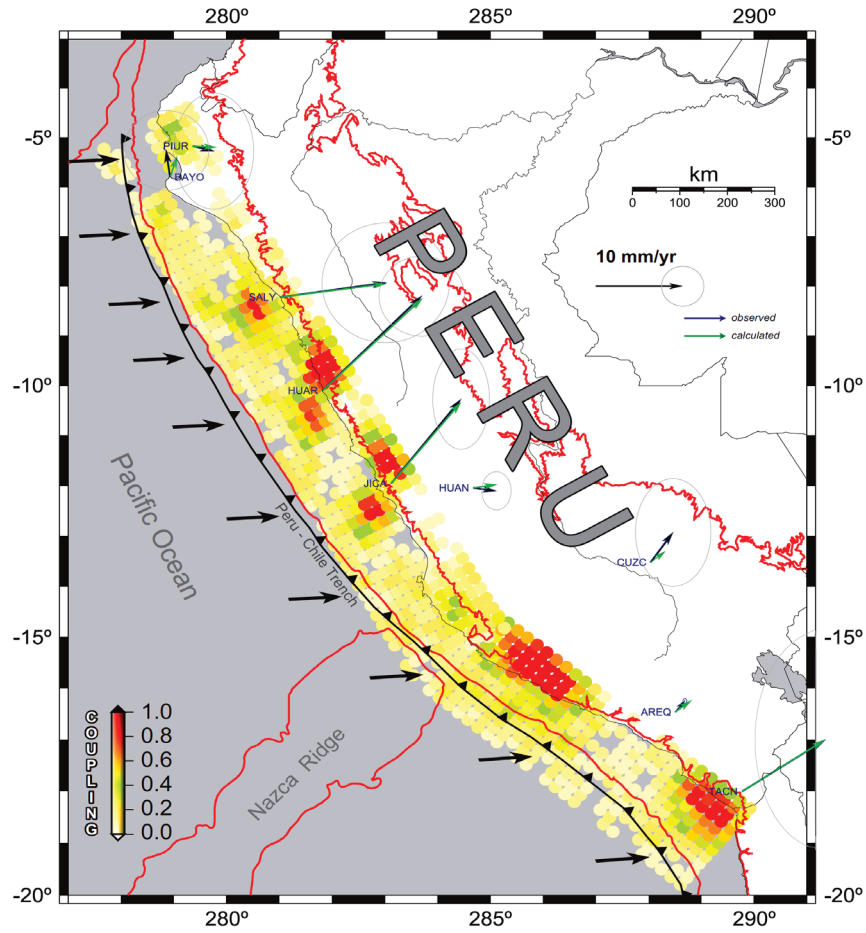 280º 285º 290º
-5º -5º
PIUR
BAYO
km
0 100 200 300
10 mm/yr
observed
calculated
SALY
PERU
-10º -10º
HUAR
Pacific Ocean
JICA
HUAN
Peru - Chile Trench
CUZC
-15º -15º
AREQ
COUPLING
1.0
0.8
0.6
0.4
0.2
0.0
Nazca Ridge
TACN
-20º -20º
280º 285º 290º